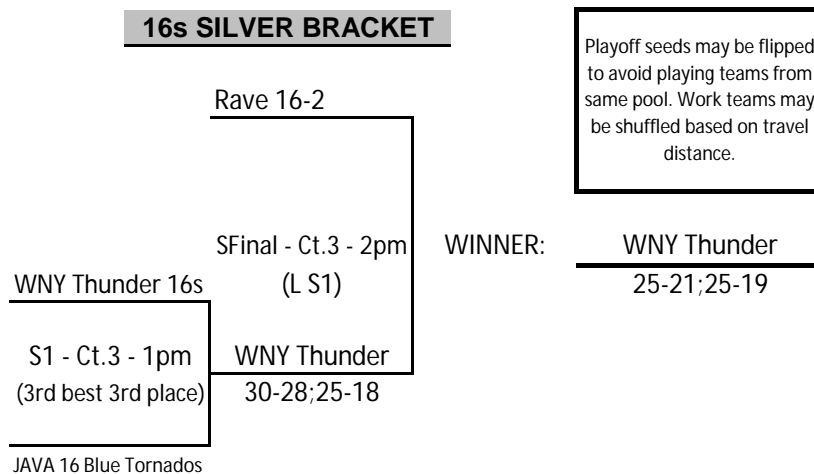 16s SILVER BRACKET
Playoff seeds may be flipped
to avoid playing teams from
same pool. Work teams may
be shuffled based on travel
distance.
Rave 16-2
SFinal - Ct.3 - 2pm
(L S1)
WINNER:
WNY Thunder
25-21;25-19
WNY Thunder 16s
S1 - Ct.3 - 1pm
(3rd best 3rd place)
WNY Thunder
30-28;25-18
JAVA 16 Blue Tornados